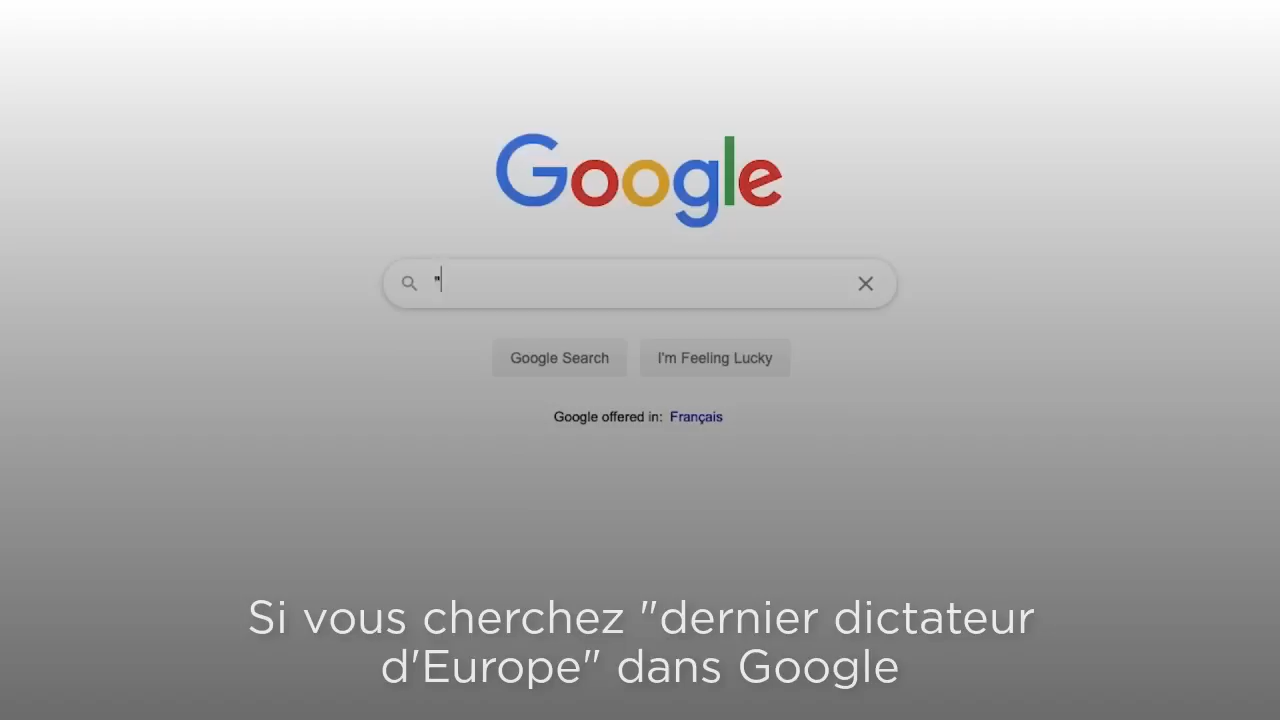 Google
"
Google Search
I'm Feeling Lucky
Google offered in: Français
Si vous cherchez "dernier dictateur
d'Europe" dans Google